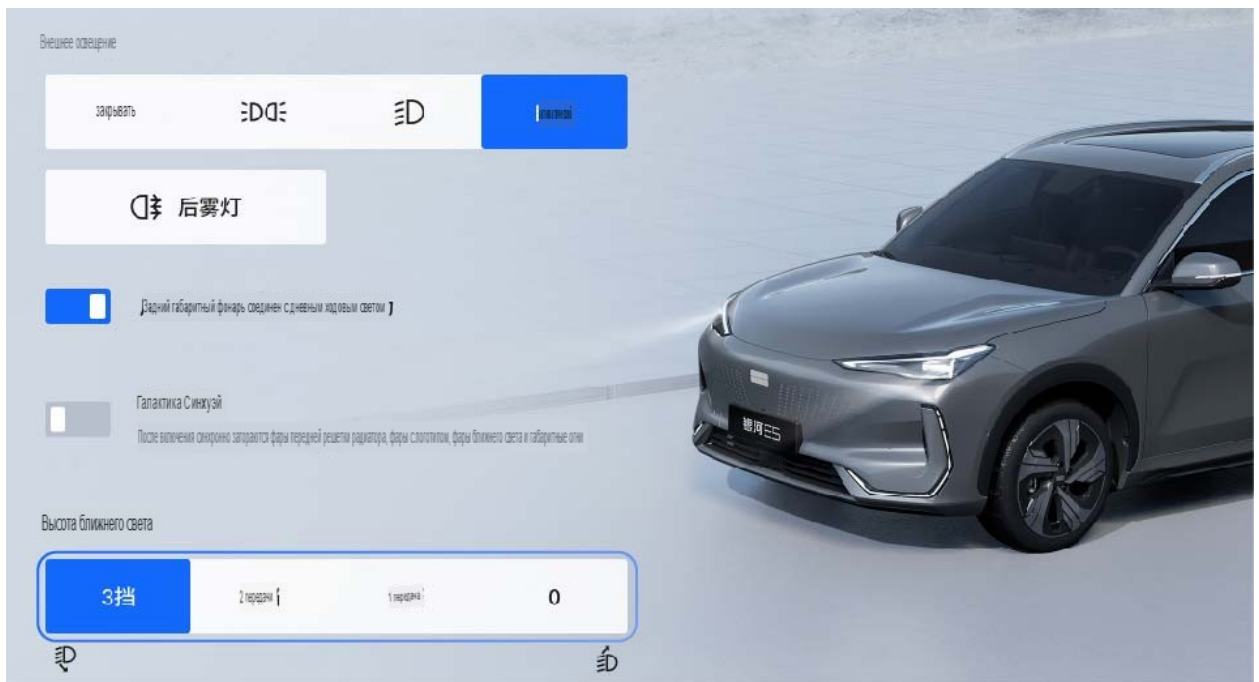 Внешнее освещение
закрывать
后雾灯
Задний габаритный фонарь соединен с дневным ходовым светом
Галактика Синхуэй
После включения синхронно загораются фары передней решетки радиатора, фары с логотипом, фары ближнего света и габаритные огни
银河E5
Высота ближнего света
3挡 2 передачи 1 передача 0